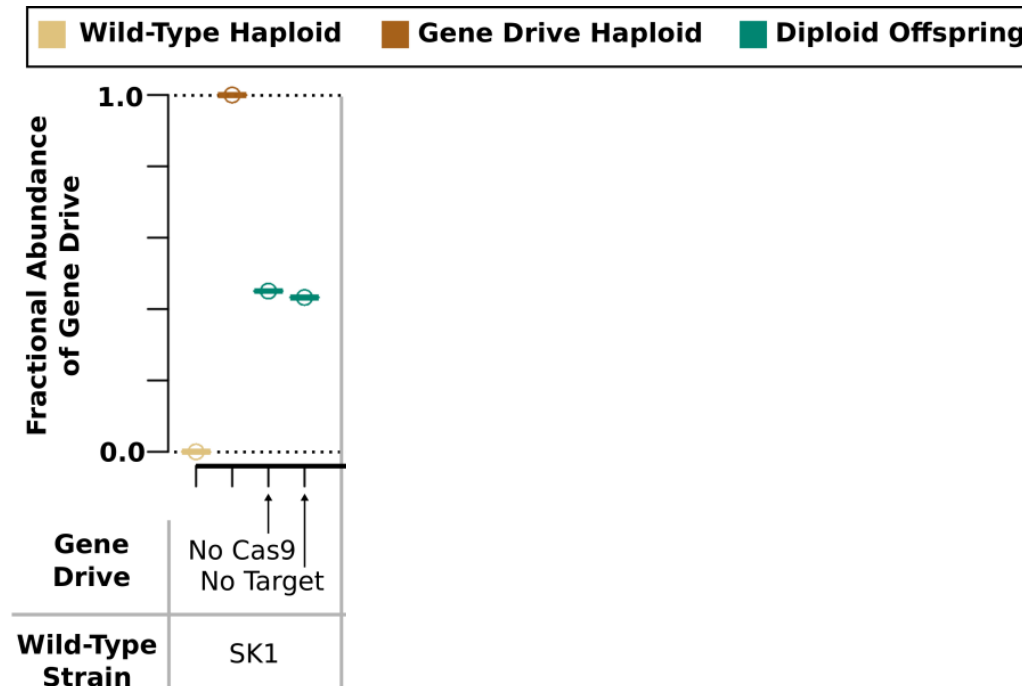 Wild-Type Haploid Gene Drive Haploid Diploid Offspring
1.0
Fractional Abundance
of Gene Drive
0.0
Gene
Drive
No Cas9
No Target
Wild-Type
Strain
SK1